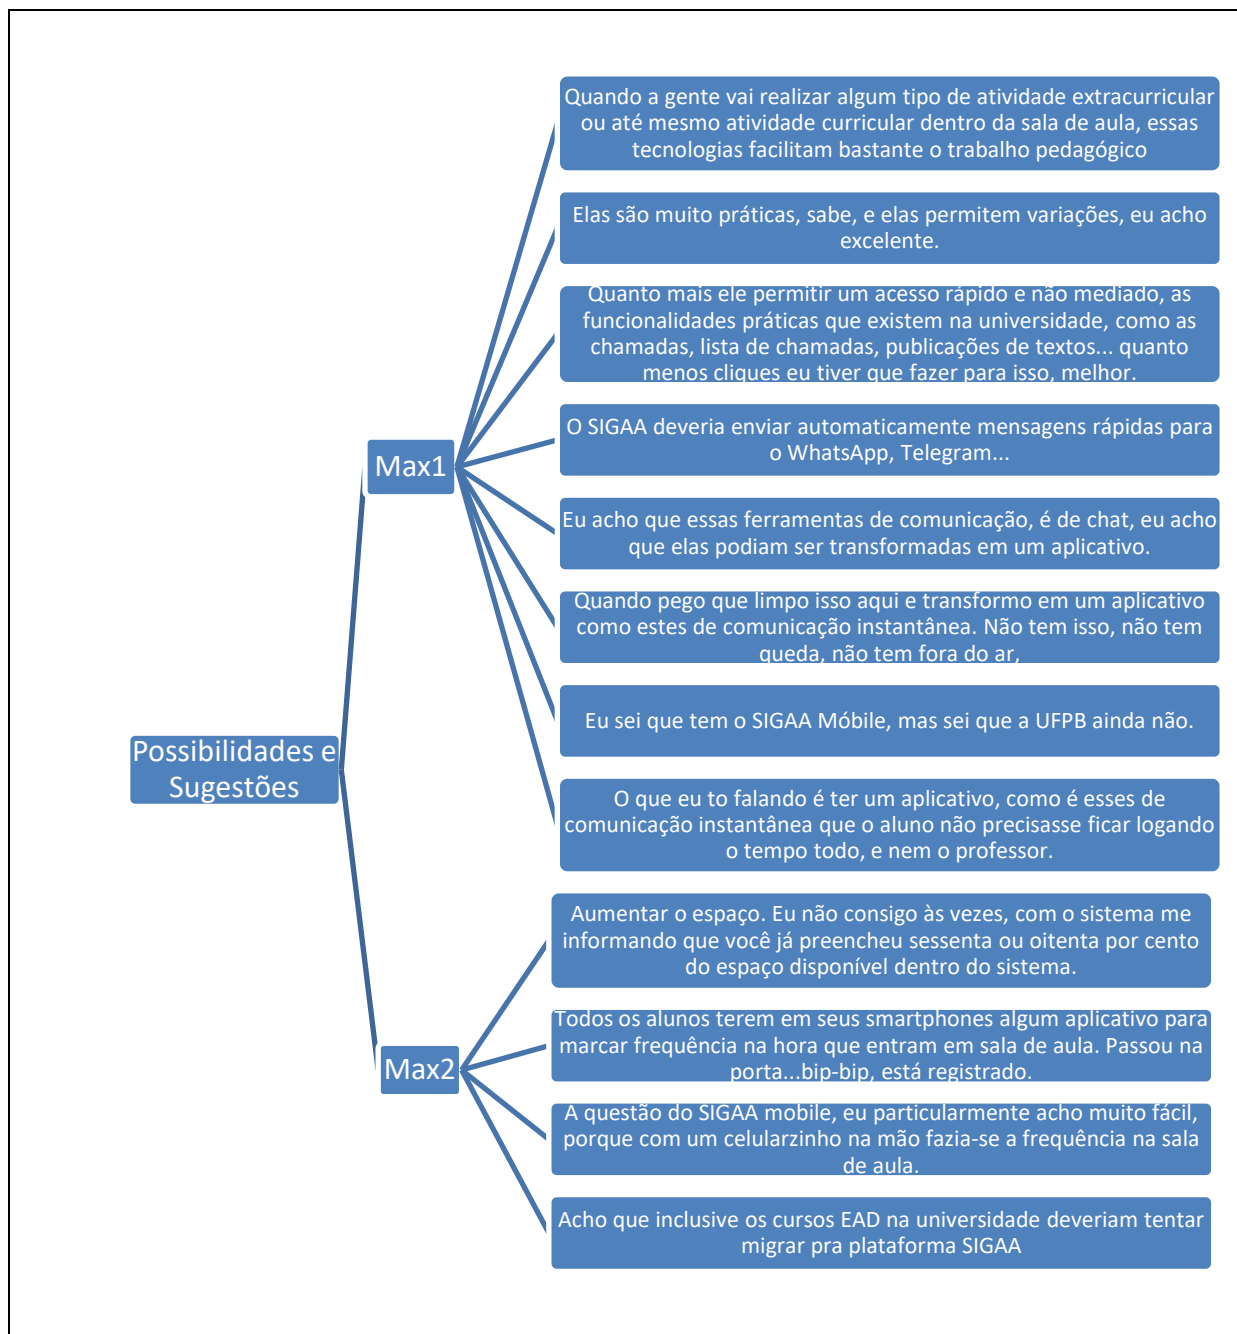 Possibilidades e
Sugestões
Max1
Quando a gente vai realizar algum tipo de atividade extracurricular
ou até mesmo atividade curricular dentro da sala de aula, essas
tecnologias facilitam bastante o trabalho pedagógico
Elas são muito práticas, sabe, e elas permitem variações, eu acho
excelente.
Quanto mais ele permitir um acesso rápido e não mediado, as
funcionalidades práticas que existem na universidade, como as
chamadas, lista de chamadas, publicações de textos... quanto
menos cliques eu tiver que fazer para isso, melhor.
O SIGAA deveria enviar automaticamente mensagens rápidas para
o WhatsApp, Telegram...
Eu acho que essas ferramentas de comunicação, é de chat, eu acho
que elas podiam ser transformadas em um aplicativo.
Quando pego que limpo isso aqui e transformo em um aplicativo
como estes de comunicação instantânea. Não tem isso, não tem
queda, não tem fora do ar,
Eu sei que tem o SIGAA Móbile, mas sei que a UFPB ainda não.
O que eu to falando é ter um aplicativo, como é esses de
comunicação instantânea que o aluno não precisasse ficar logando
o tempo todo, e nem o professor.
Max2
Aumentar o espaço. Eu não consigo às vezes, com o sistema me
informando que você já preencheu sessenta ou oitenta por cento
do espaço disponível dentro do sistema.
Todos os alunos terem em seus smartphones algum aplicativo para
marcar frequência na hora que entram em sala de aula. Passou na
porta...bip-bip, está registrado.
A questão do SIGAA mobile, eu particularmente acho muito fácil,
porque com um celularzinho na mão fazia-se a frequência na sala
de aula.
Acho que inclusive os cursos EAD na universidade deveriam tentar
migrar pra plataforma SIGAA